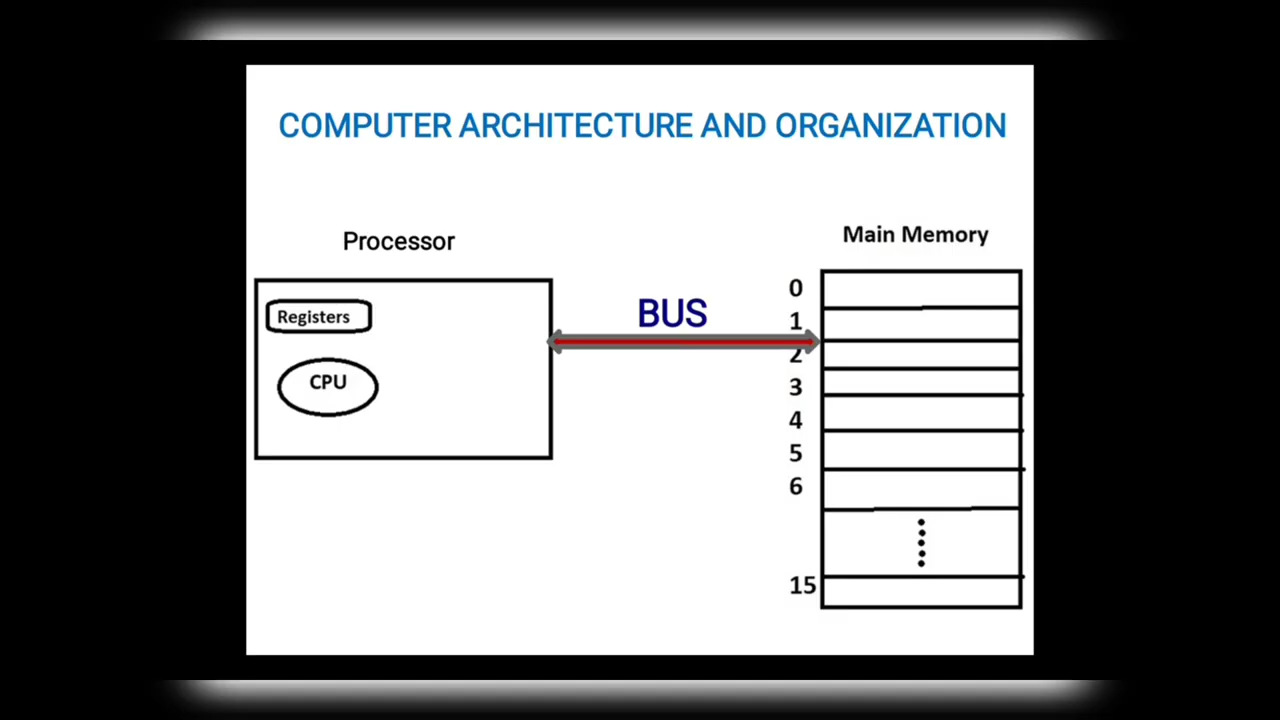 COMPUTER ARCHITECTURE AND ORGANIZATION
Processor
Registers
CPU
BUS
Main Memory
0
1
2
3
4
5
6
15